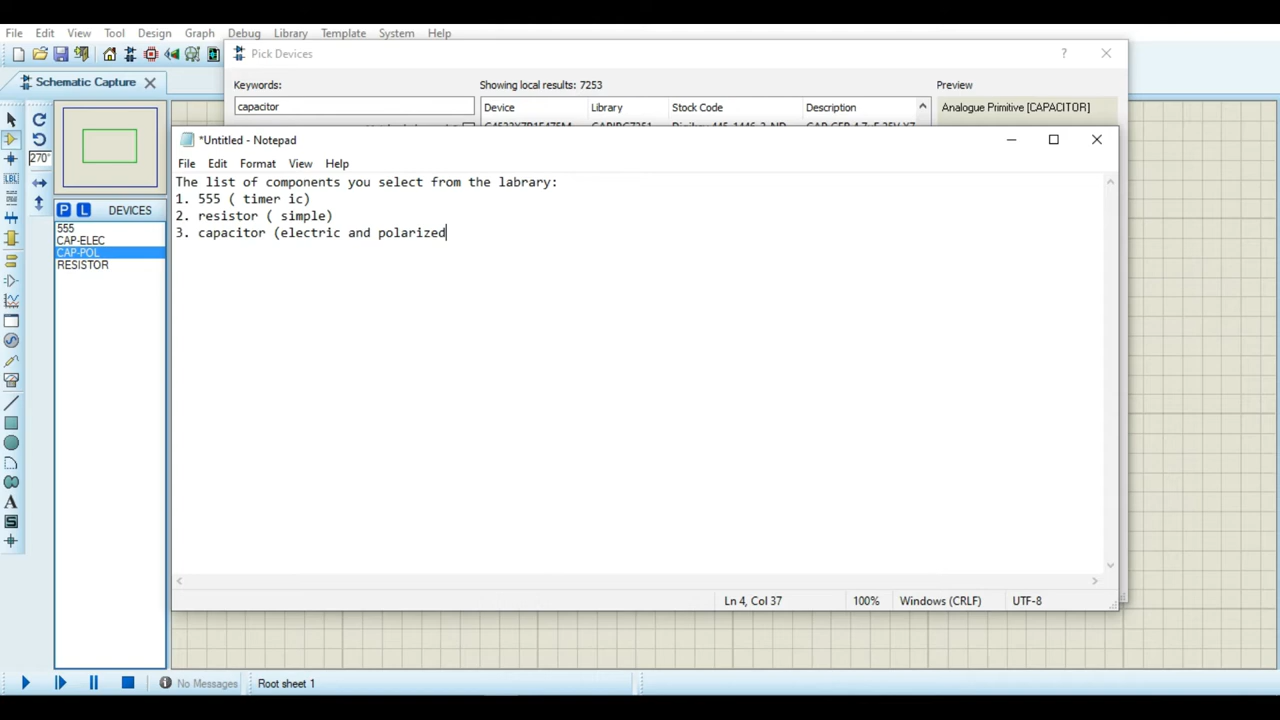 File Edit View Tool Design Graph Debug Library Template System Help
Schematic Capture
Pick Devices
?
Keywords:
capacitor
Showing local results: 7253
Device Library Stock Code Description
Preview
Analogue Primitive [CAPACITOR]
270°
LBL
P L DEVICES
555
CAP-ELEC
CAP-POL
RESISTOR
A
S
*Untitled - Notepad
File Edit Format View Help
The list of components you select from the labrary:
1. 555 ( timer ic)
2. resistor ( simple)
3. capacitor (electric and polarized
Ln 4, Col 37 100% Windows (CRLF) UTF-8
No Messages Root sheet 1